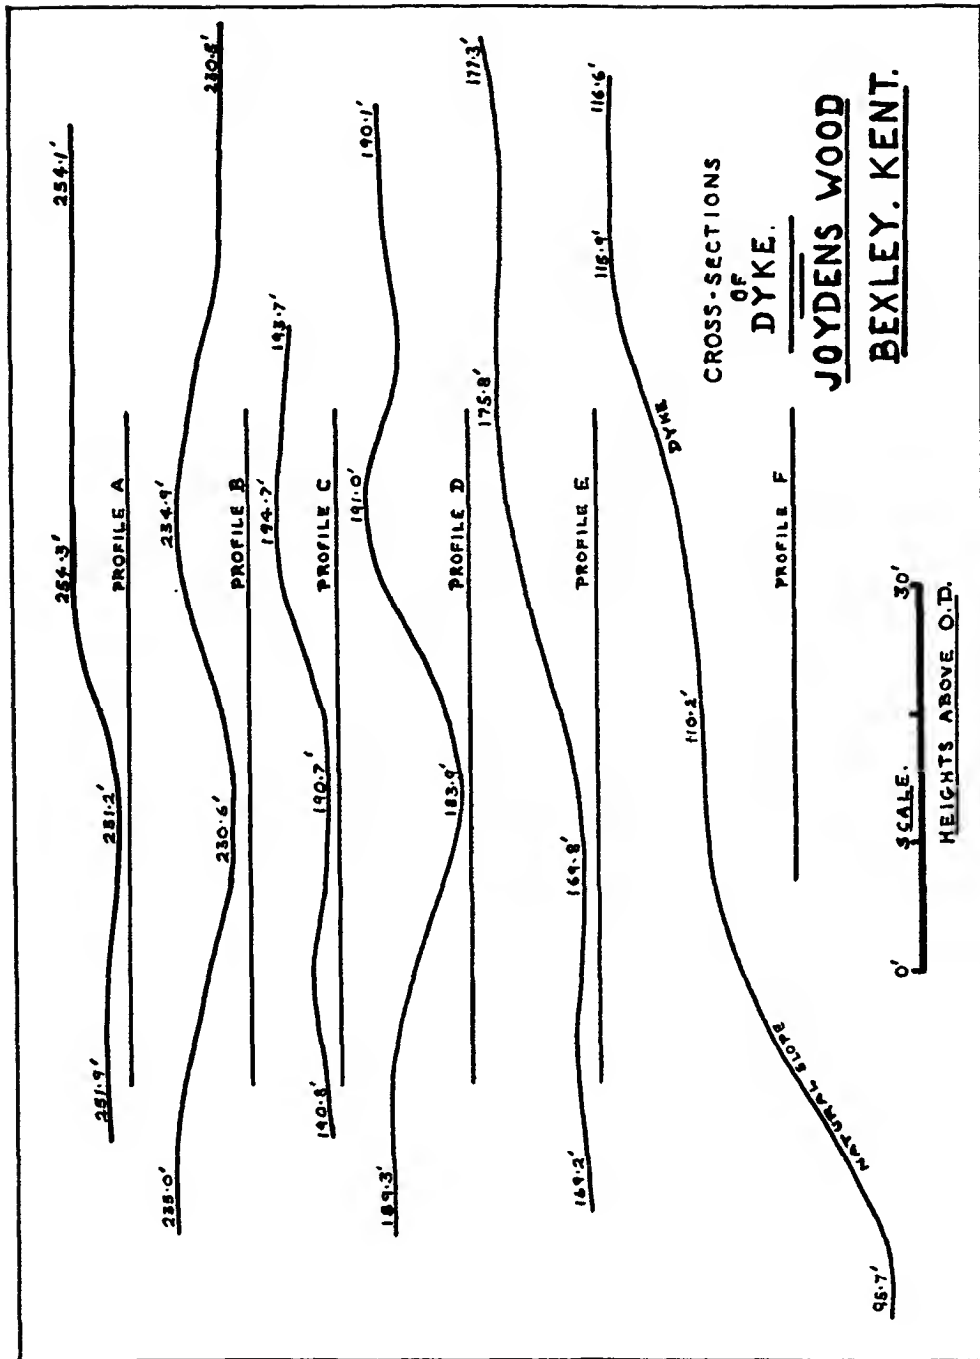 251·9' 251·2' 254·3' 254·1'
PROFILE A
235·0' 230·6' 234·9' 230·8'
PROFILE B
190·8' 190·7' 194·7' 193·7'
PROFILE C
189·3' 183·9' 191·0' 190·1'
PROFILE D
169·2' 169·8' 175·8' 177·3'
PROFILE E
95·7' NATURAL SLOPE 110·2' DYKE 115·9' 116·6'
PROFILE F
CROSS-SECTIONS
OF
DYKE.
JOYDENS WOOD
BEXLEY. KENT.
0' SCALE. 30'
HEIGHTS ABOVE O.D.